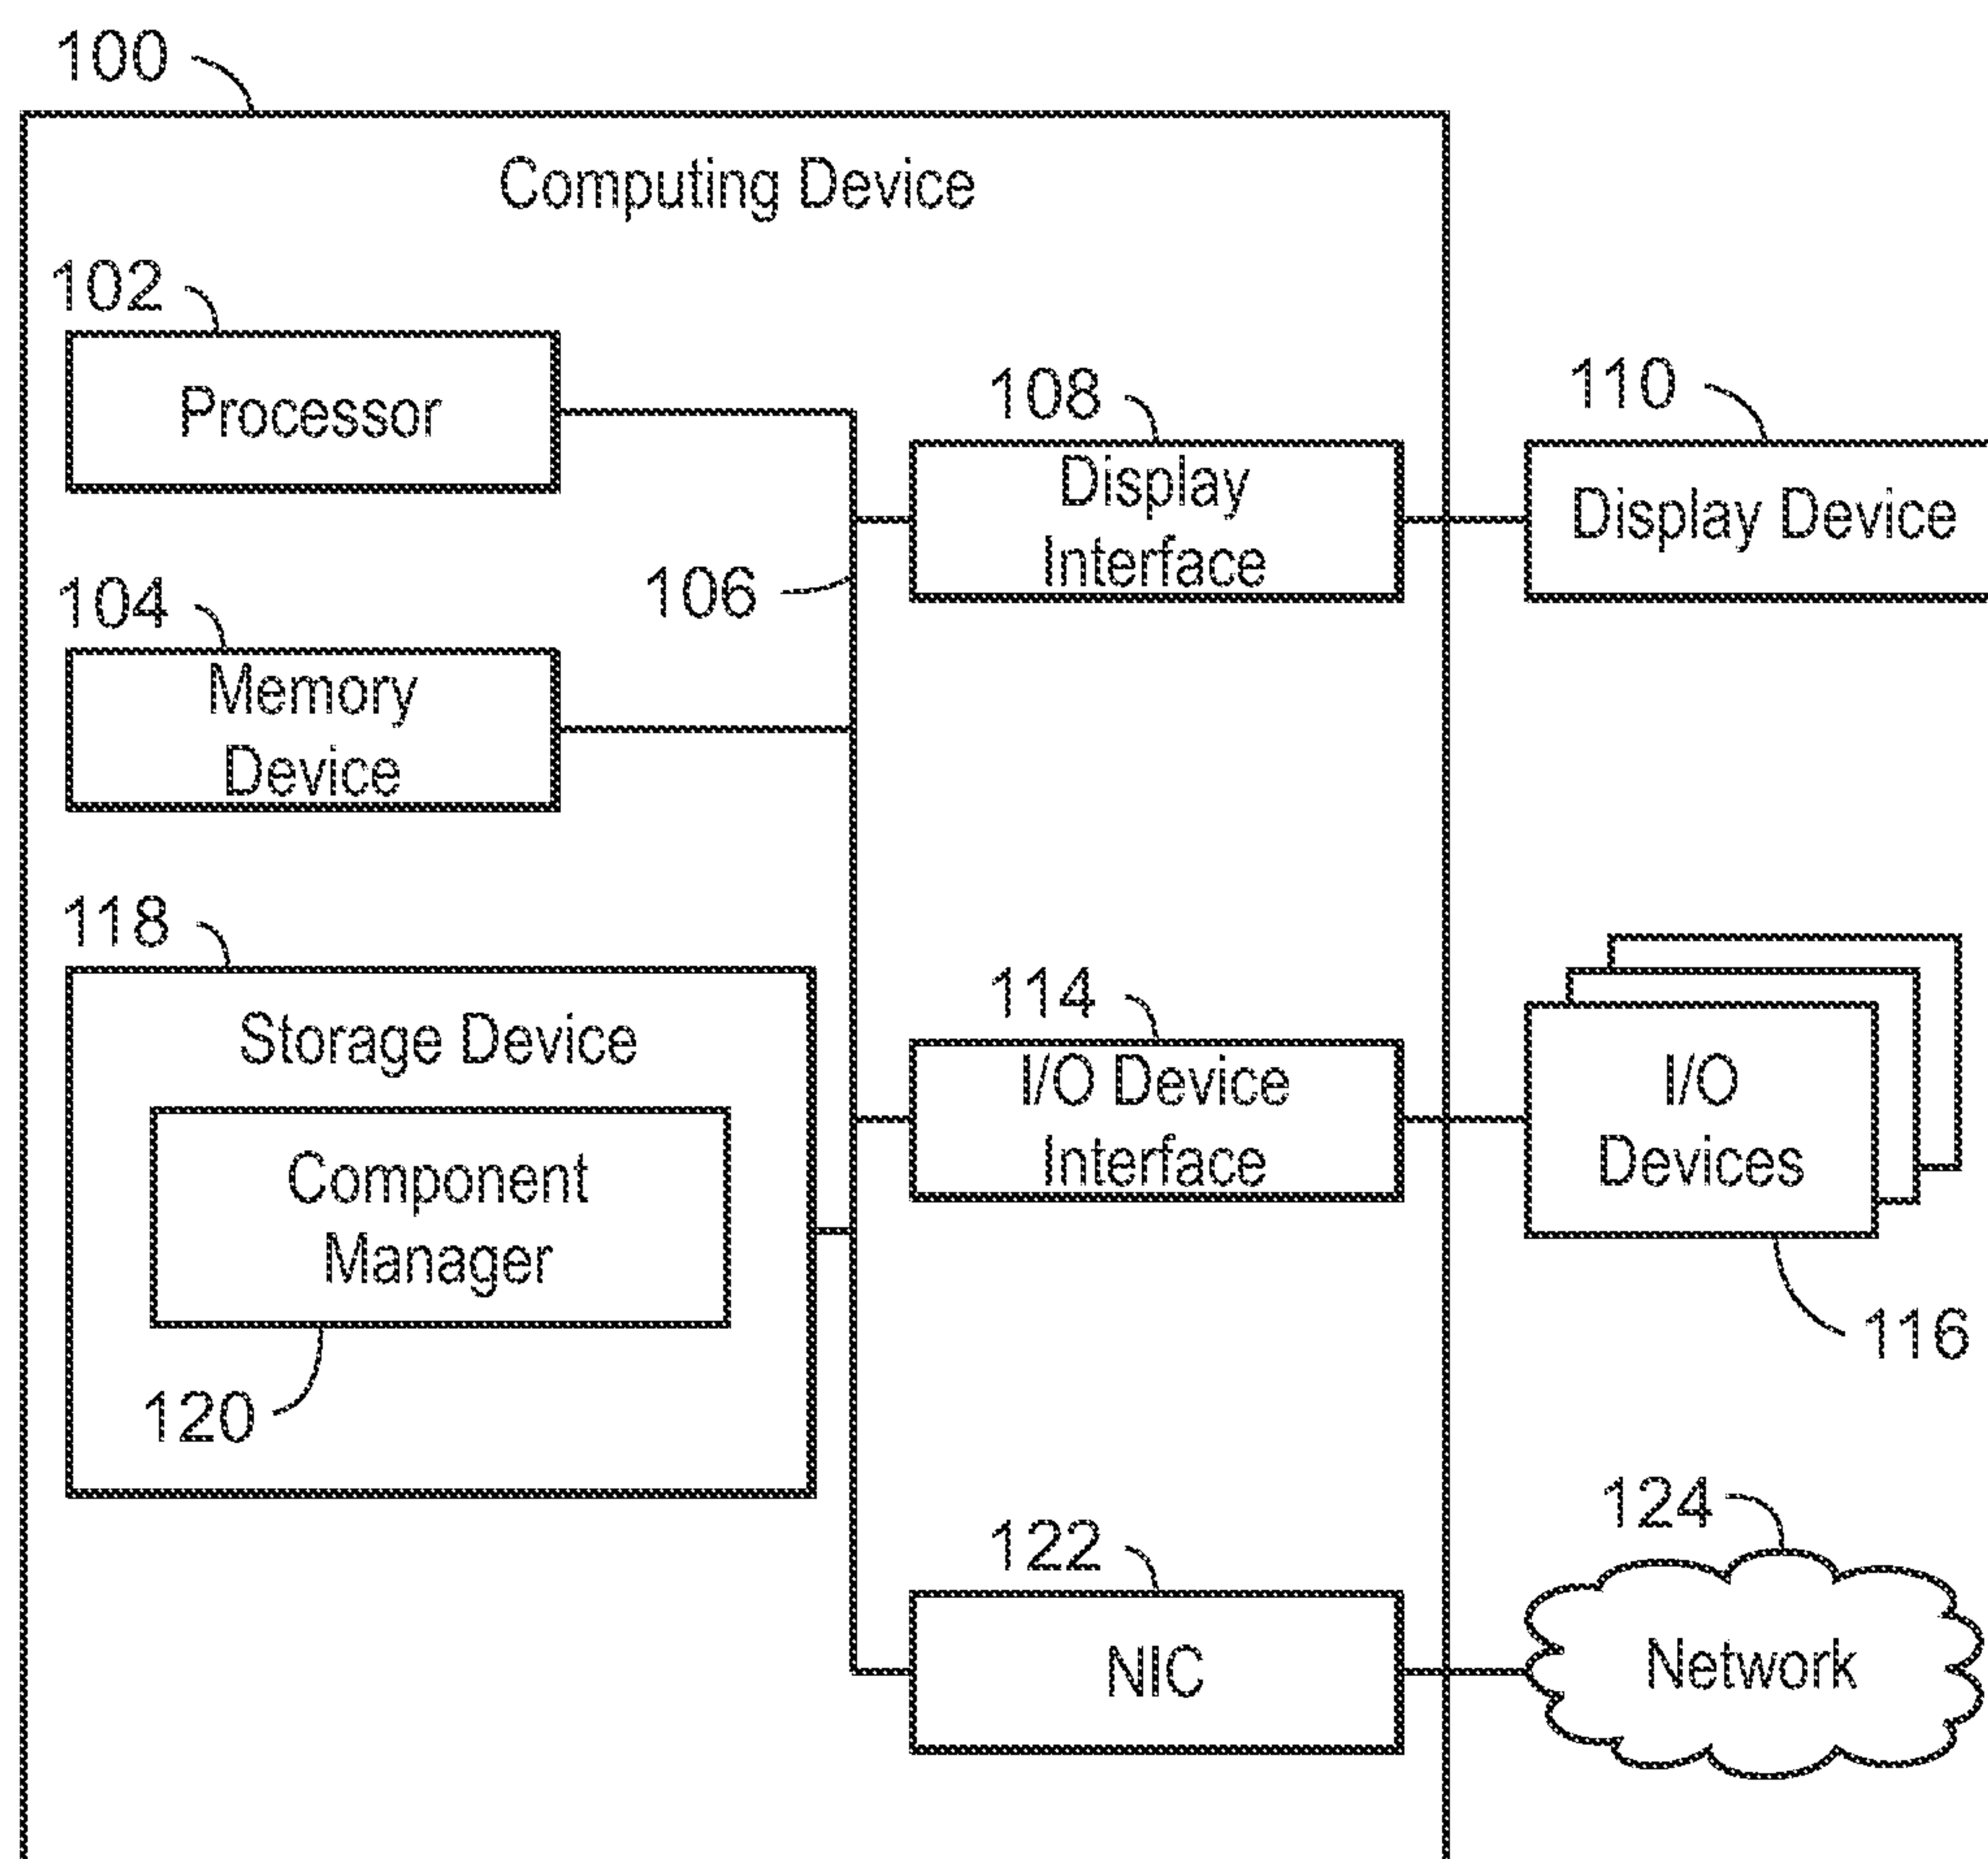 100
Computing Device
102
Processor
108
Display
Interface
110
Display Device
106
104
Memory
Device
118
Storage Device
Component
Manager
120
114
I/O Device
Interface
I/O
Devices
116
122
NIC
124
Network